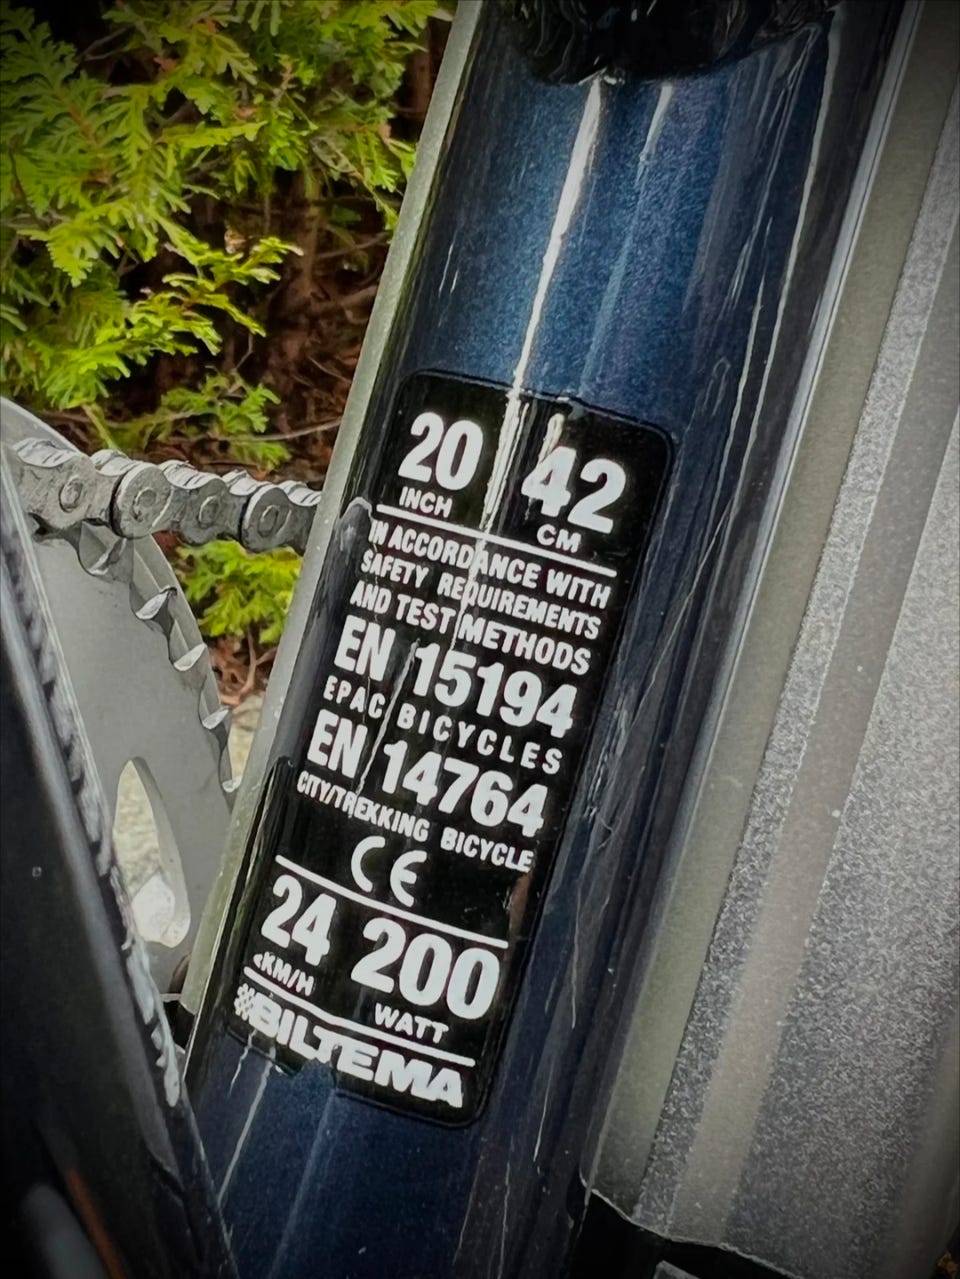 20 42
INCH CM
IN ACCORDANCE WITH
SAFETY REQUIREMENTS
AND TEST METHODS
EN 15194
EPAC BICYCLES
EN 14764
CITY/TREKKING BICYCLE
CE
24 200
<KM/H WATT
BILTEMA